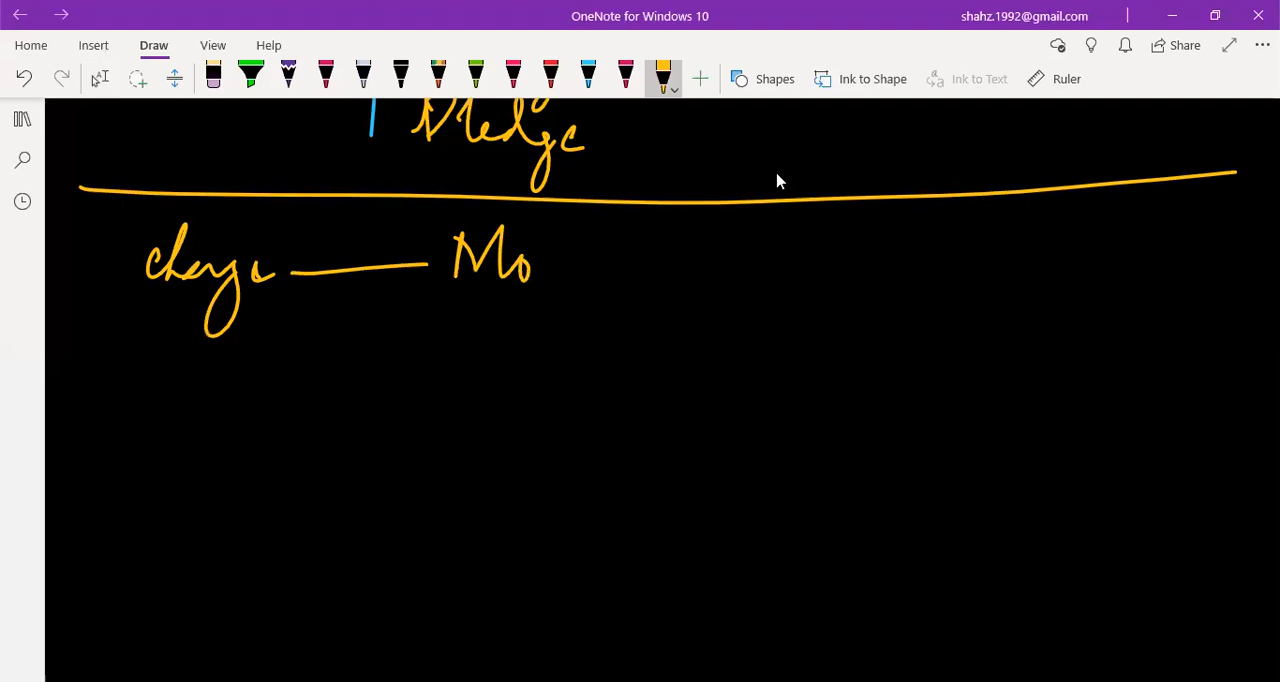 OneNote for Windows 10
shahz.1992@gmail.com
Home Insert Draw View Help
Share
Shapes Ink to Shape Ink to Text Ruler
Pledge
charge — Mo